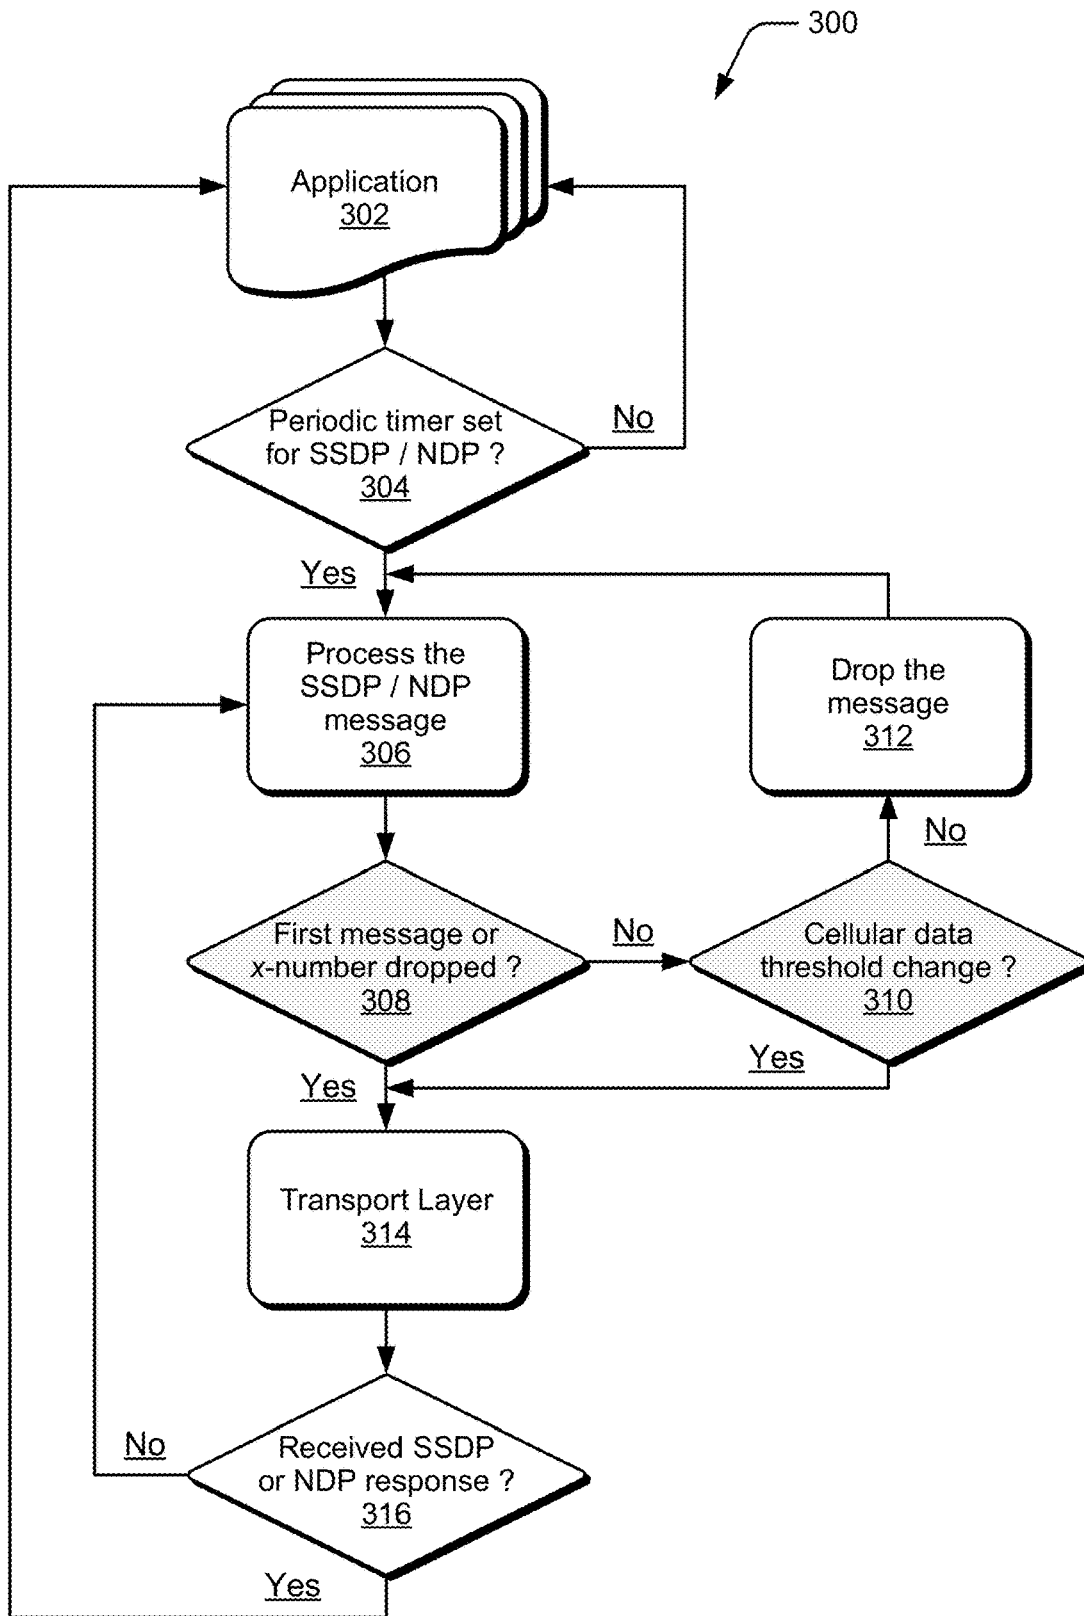 300
Application
302
Periodic timer set
for SSDP / NDP ?
304
No
Yes
Process the
SSDP / NDP
message
306
Drop the
message
312
No
First message or
x-number dropped ?
308
No
Cellular data
threshold change ?
310
Yes
Yes
Transport Layer
314
Received SSDP
or NDP response ?
316
No
Yes